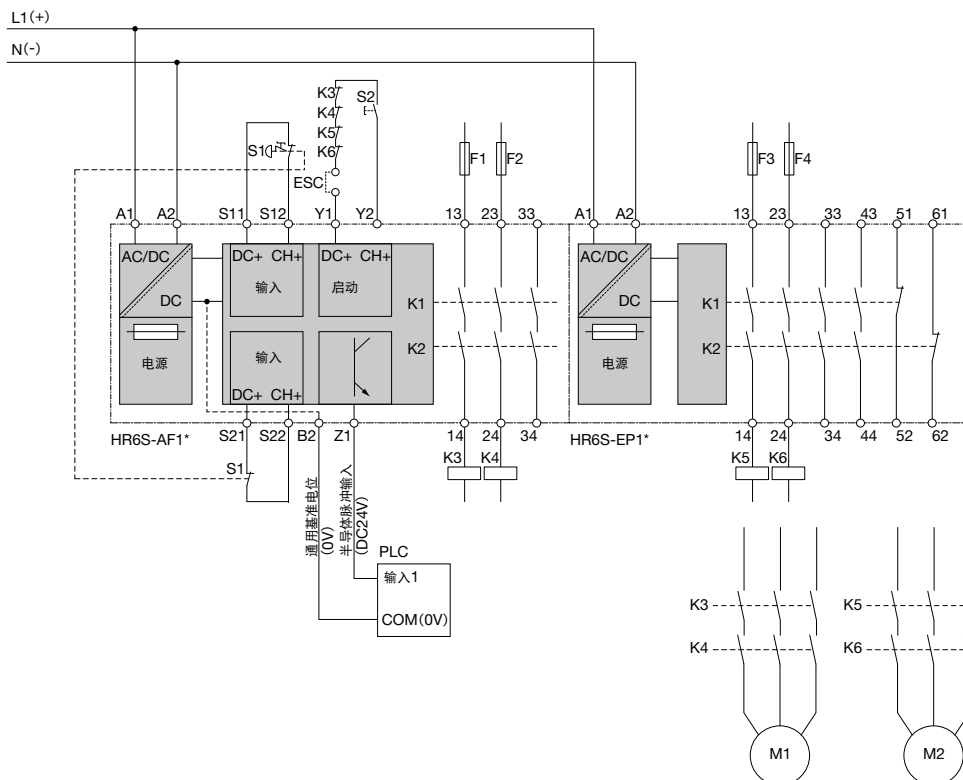 L1(+)
N(-)
K3
K4
K5
K6
S2
S1
ESC
F1
F2
F3
F4
A1
A2
S11
S12
Y1
Y2
13
23
33
A1
A2
13
23
33
43
51
61
AC/DC
DC
电源
DC+ CH+
输入
DC+ CH+
启动
输入
DC+ CH+
K1
K2
AC/DC
DC
电源
K1
K2
HR6S-AF1*
S21
S22
B2
Z1
14
24
34
HR6S-EP1*
14
24
34
44
52
62
S1
K3
K4
K5
K6
通用基准电位
(0V)
半导体脉冲输入
(DC24V)
PLC
输入1
COM(0V)
K3
K4
K5
K6
M1
M2